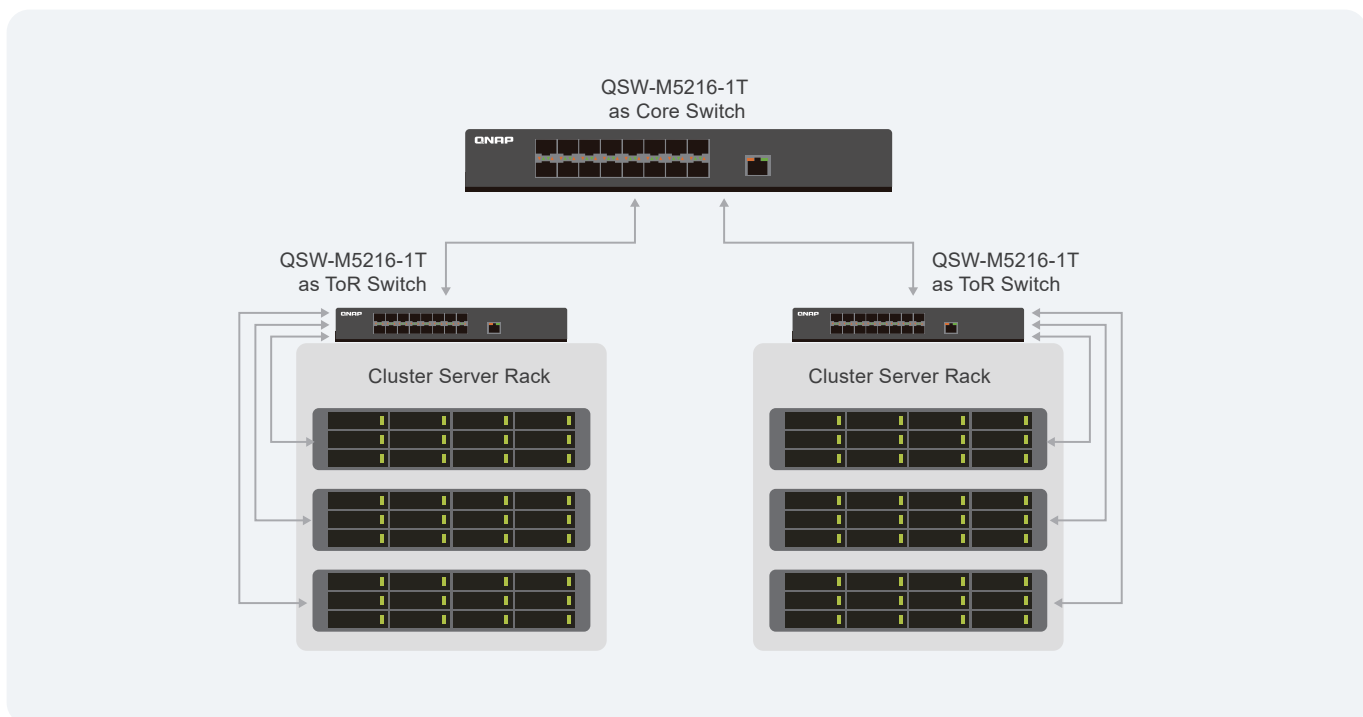 QSW-M5216-1T
as Core Switch
QNAP
QSW-M5216-1T
as ToR Switch
QSW-M5216-1T
as ToR Switch
QNAP
QNAP
Cluster Server Rack
Cluster Server Rack